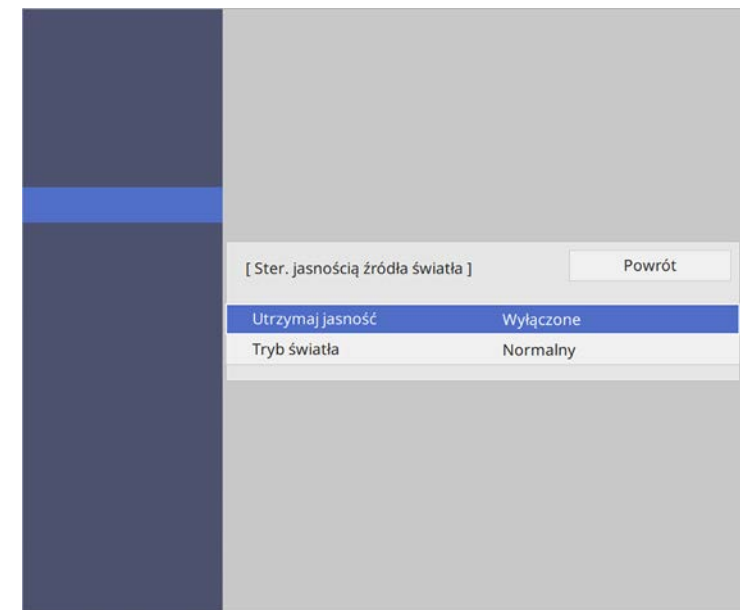 [ Ster. jasnością źródła światła ] Powrót
Utrzymaj jasność Wyłączone
Tryb światła Normalny